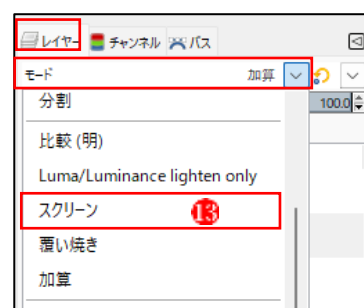 レイヤー チャンネル パス
モード 加算
分割 100.0
比較 (明)
Luma/Luminance lighten only
スクリーン 13
覆い焼き
加算